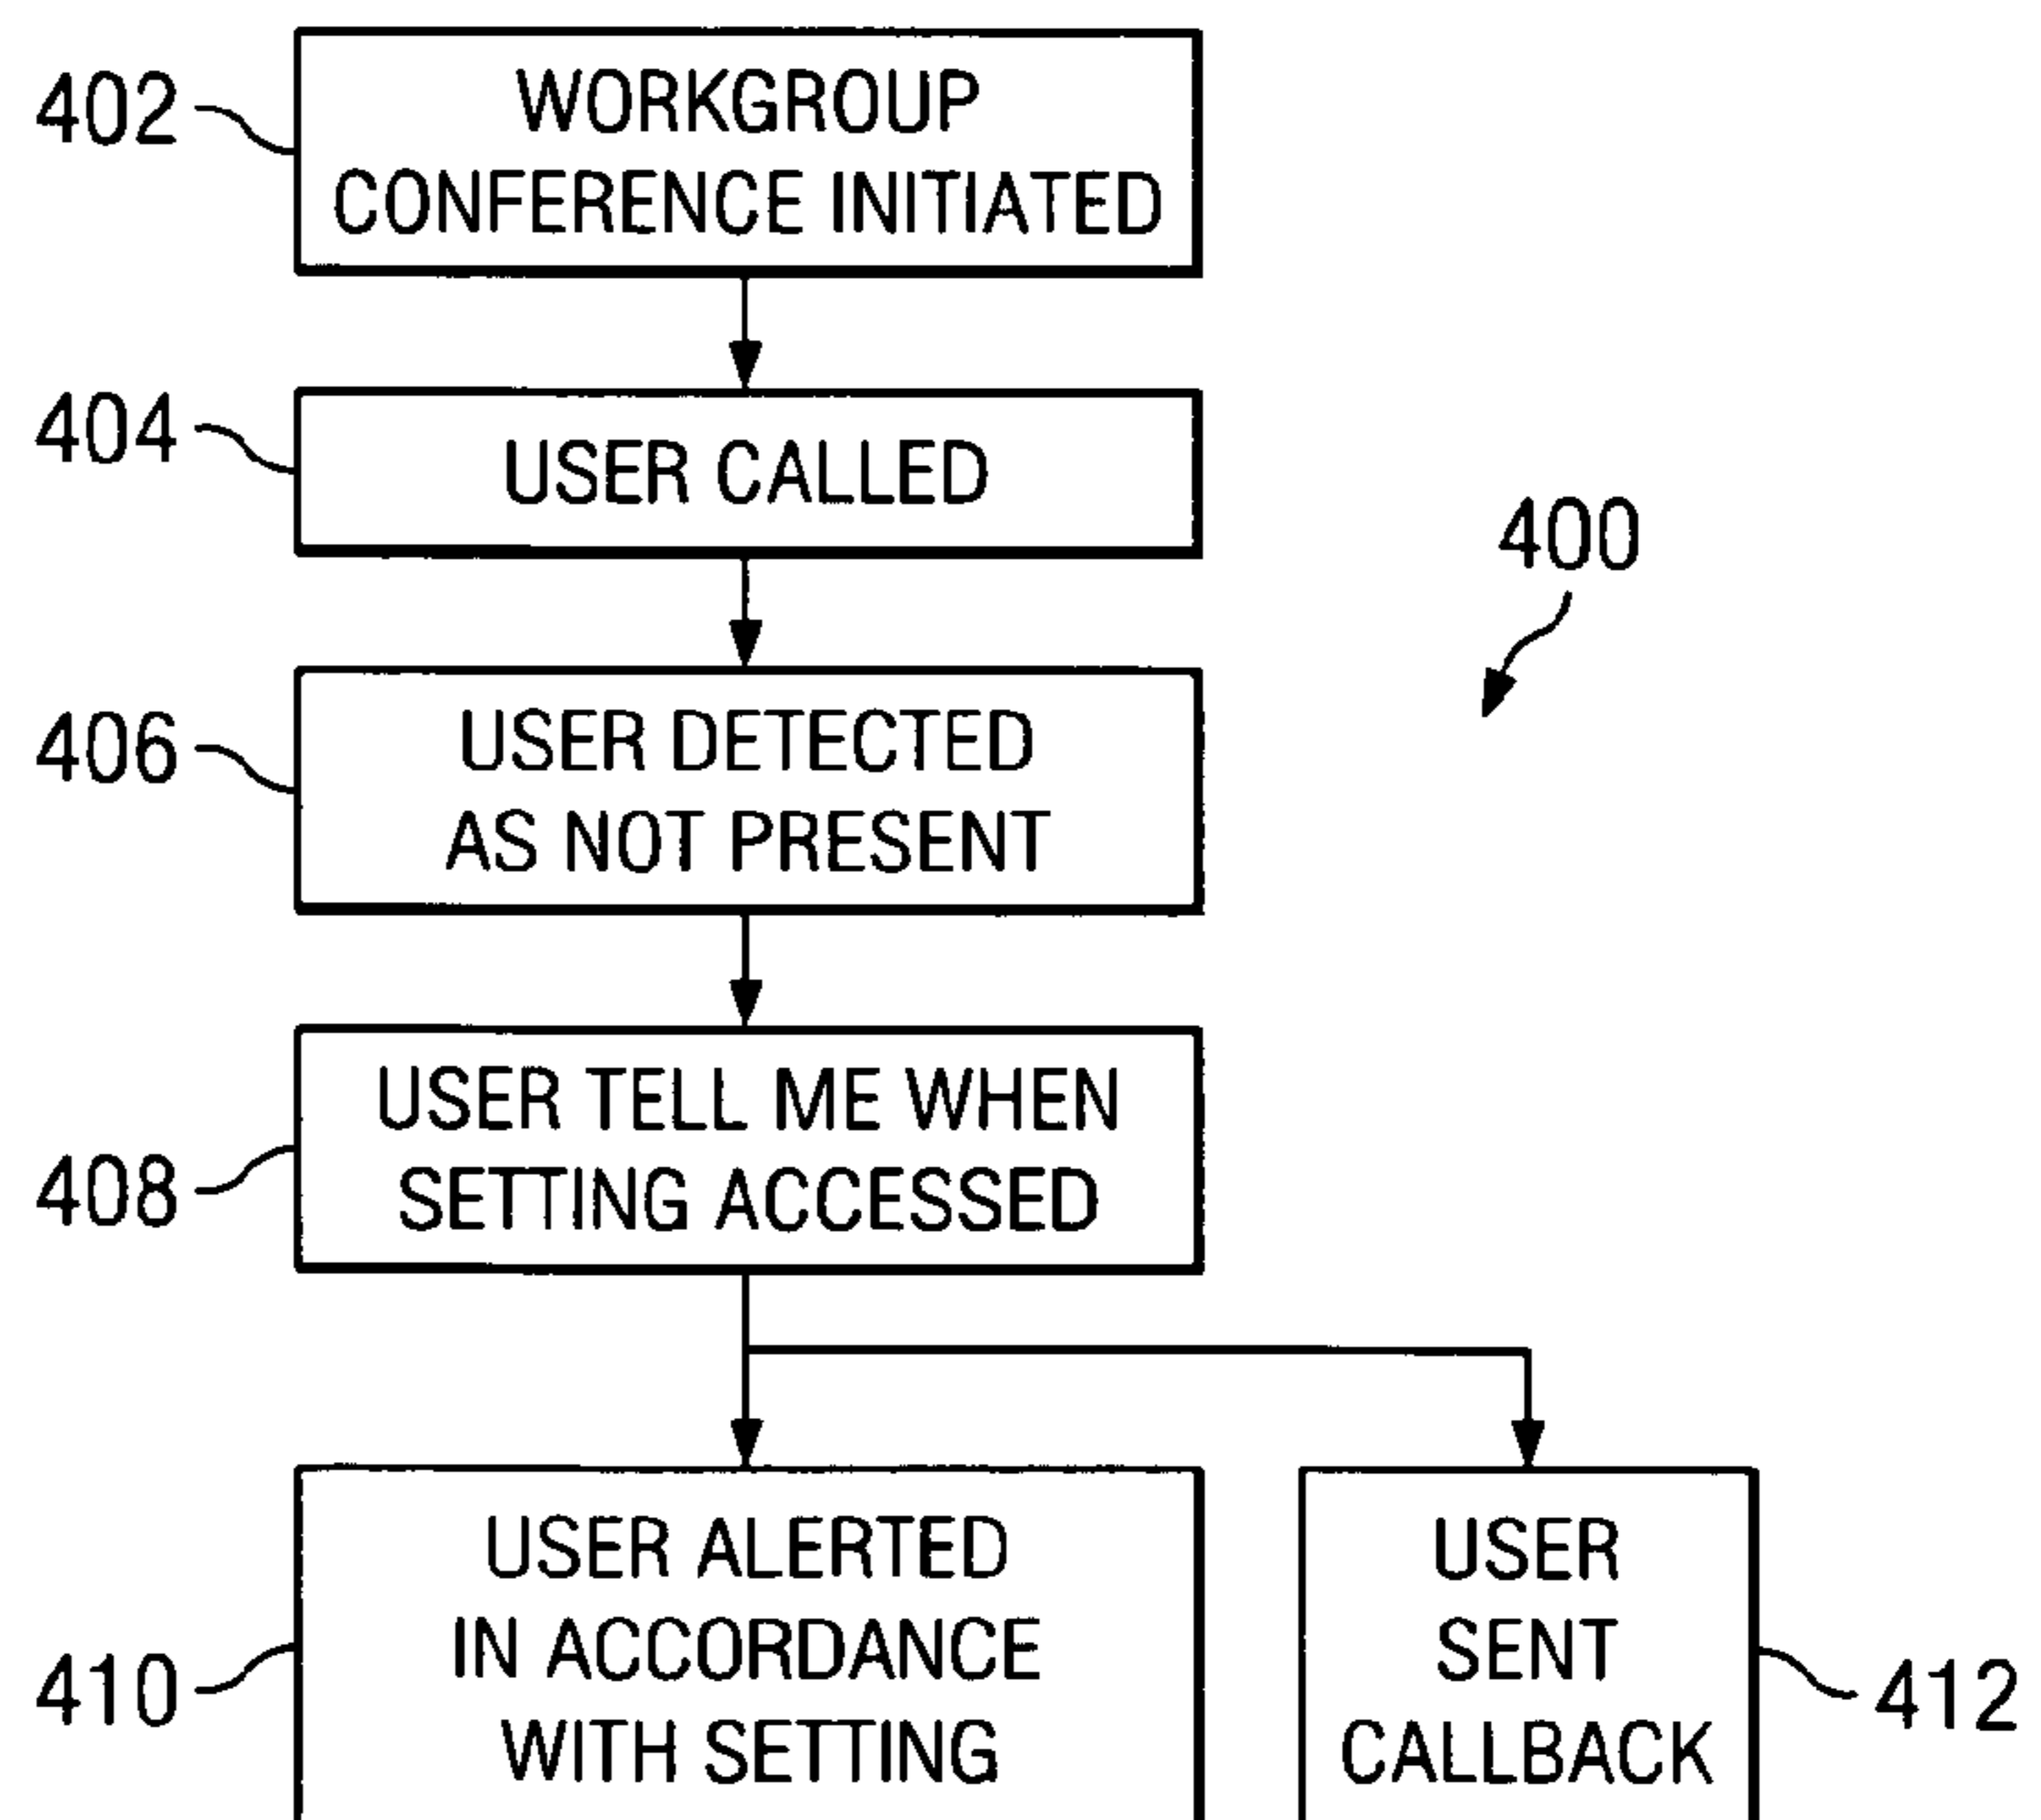 402
WORKGROUP
CONFERENCE INITIATED
404
USER CALLED
400
406
USER DETECTED
AS NOT PRESENT
408
USER TELL ME WHEN
SETTING ACCESSED
410
USER ALERTED
IN ACCORDANCE
WITH SETTING
USER
SENT
CALLBACK
412